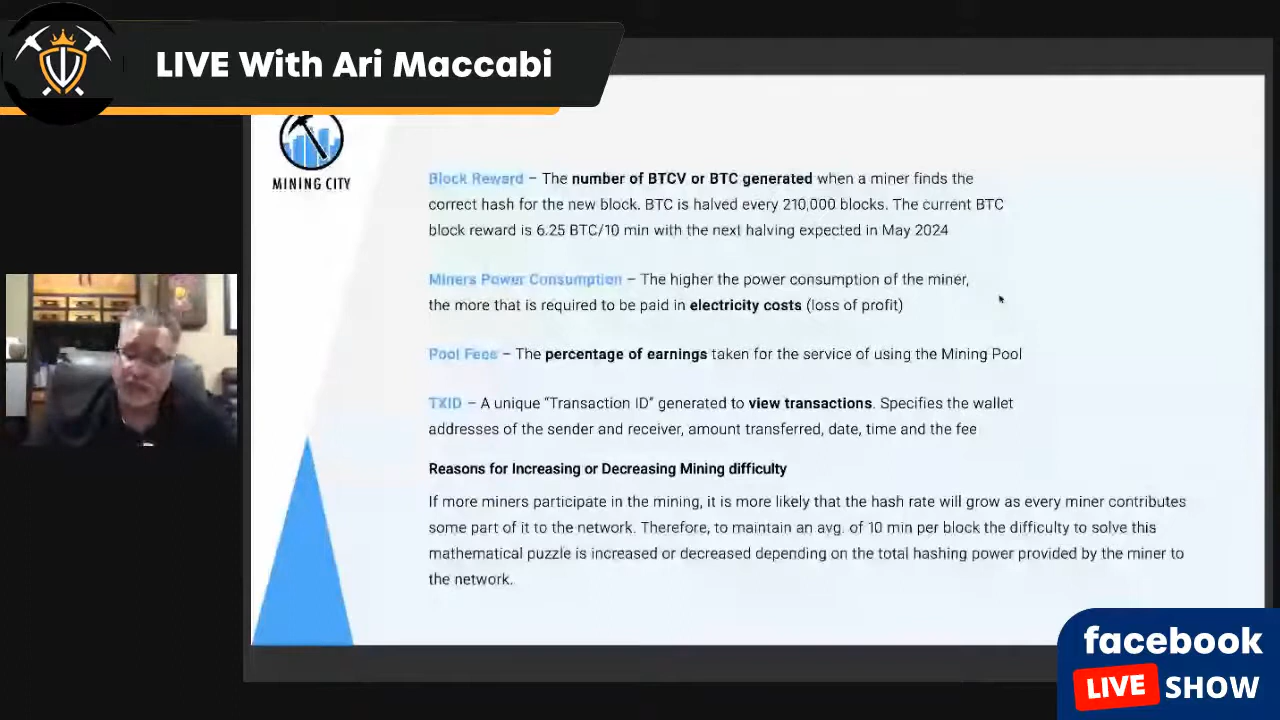 LIVE With Ari Maccabi
MINING CITY
Block Reward – The number of BTCV or BTC generated when a miner finds the
correct hash for the new block. BTC is halved every 210,000 blocks. The current BTC
block reward is 6.25 BTC/10 min with the next halving expected in May 2024
Miners Power Consumption – The higher the power consumption of the miner,
the more that is required to be paid in electricity costs (loss of profit)
Pool Fees – The percentage of earnings taken for the service of using the Mining Pool
TXID – A unique “Transaction ID” generated to view transactions. Specifies the wallet
addresses of the sender and receiver, amount transferred, date, time and the fee
Reasons for Increasing or Decreasing Mining difficulty
If more miners participate in the mining, it is more likely that the hash rate will grow as every miner contributes
some part of it to the network. Therefore, to maintain an avg. of 10 min per block the difficulty to solve this
mathematical puzzle is increased or decreased depending on the total hashing power provided by the miner to
the network.
facebook
LIVE SHOW